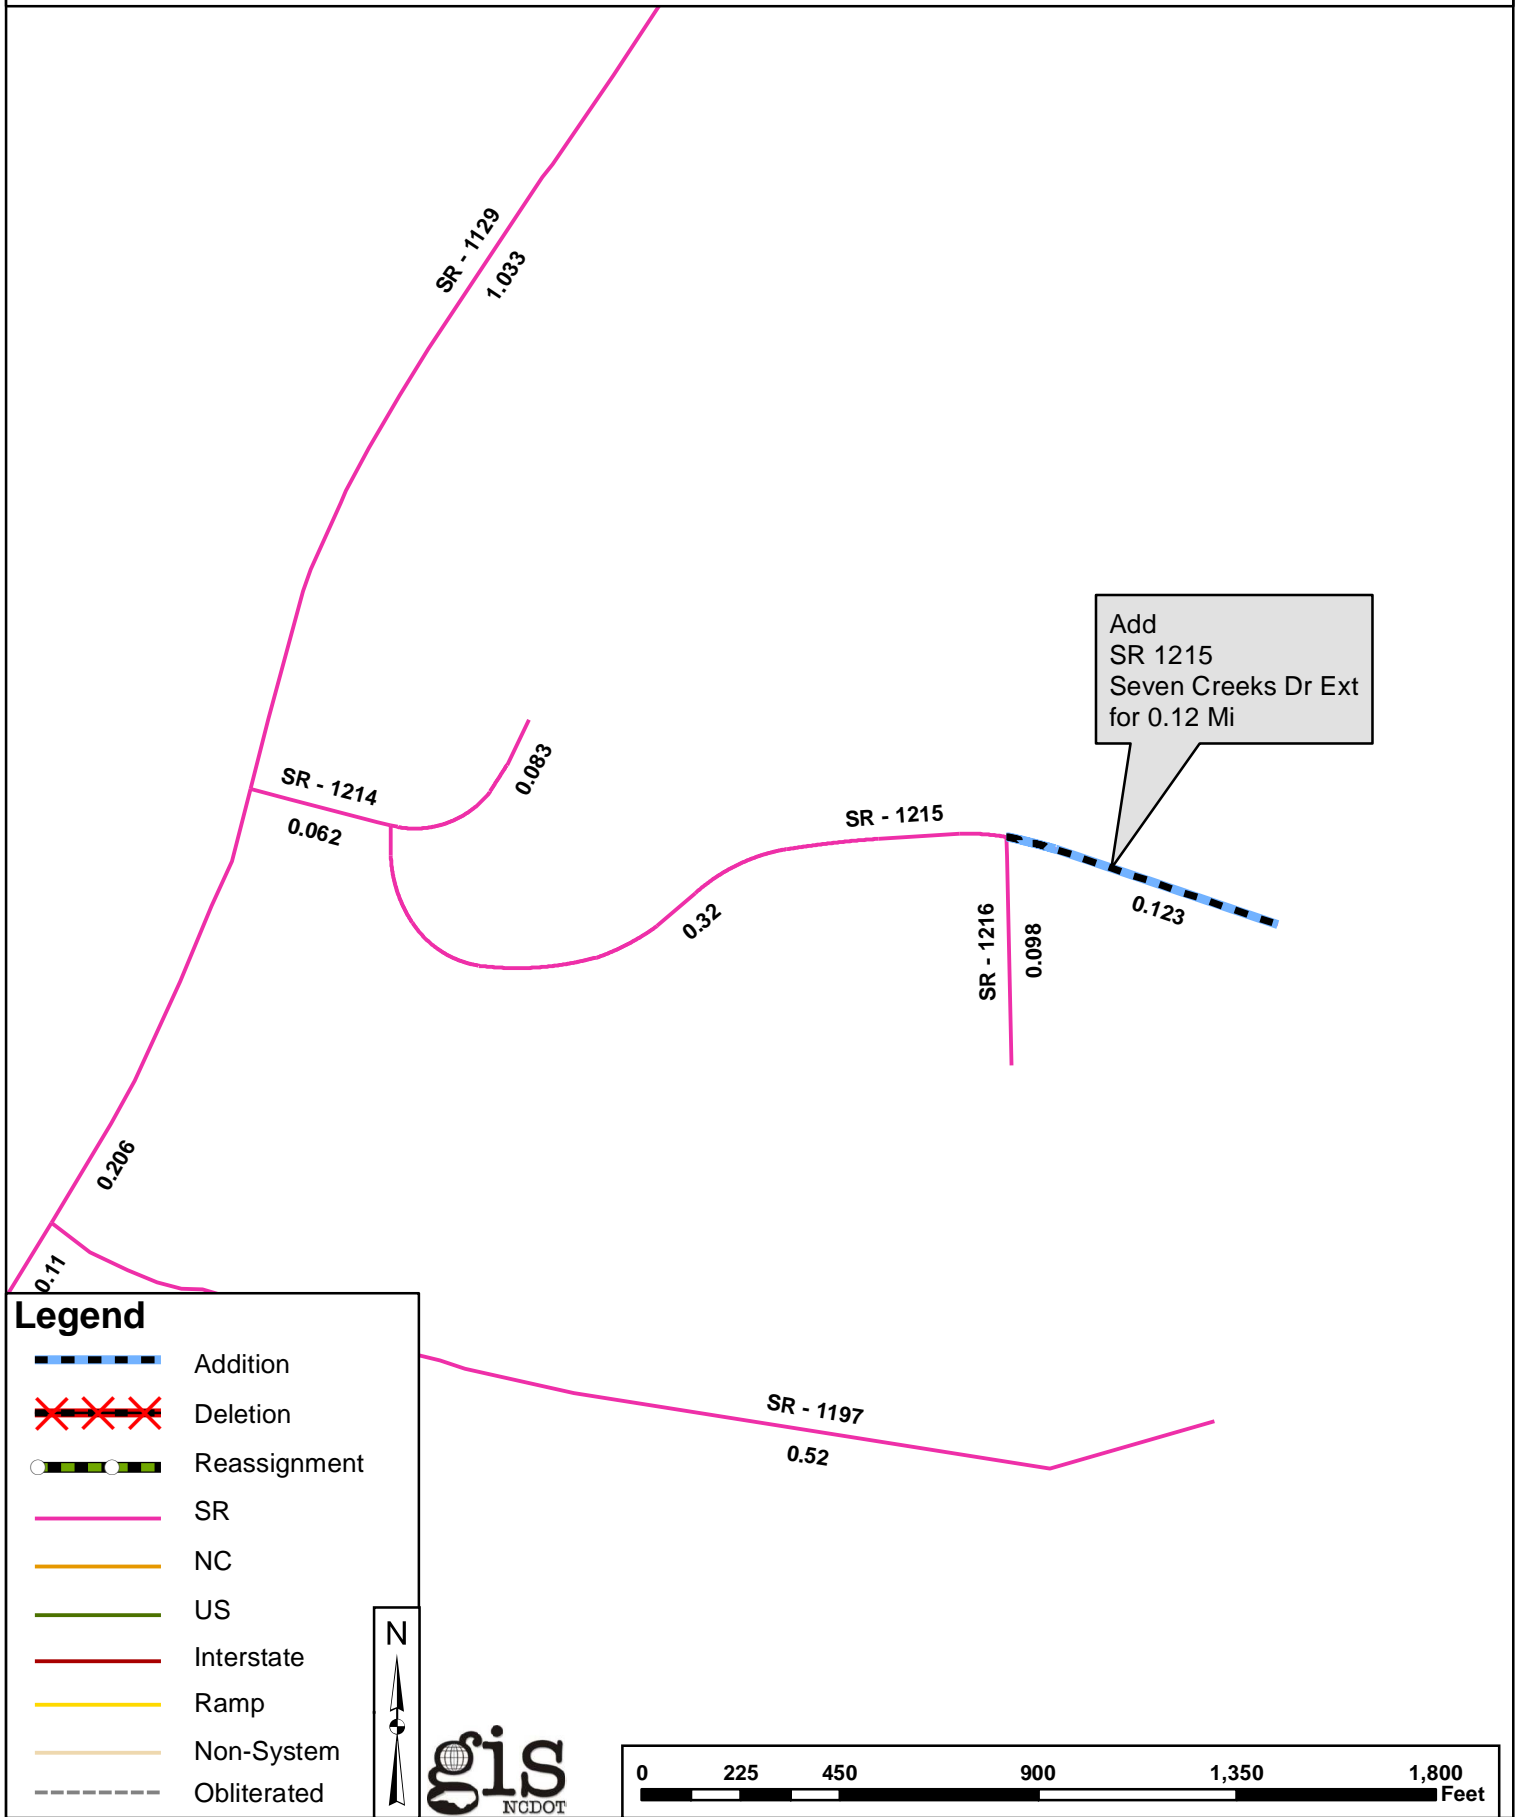 SR - 1129
1.033
Add
SR 1215
Seven Creeks Dr Ext
for 0.12 Mi
SR - 1214
0.062
0.083
SR - 1215
0.32
0.123
SR - 1216
0.098
0.206
0.11
SR - 1197
0.52
Legend
Addition
Deletion
Reassignment
SR
NC
US
Interstate
Ramp
Non-System
Obliterated
N
gis
NCDOT
0 225 450 900 1,350 1,800
Feet